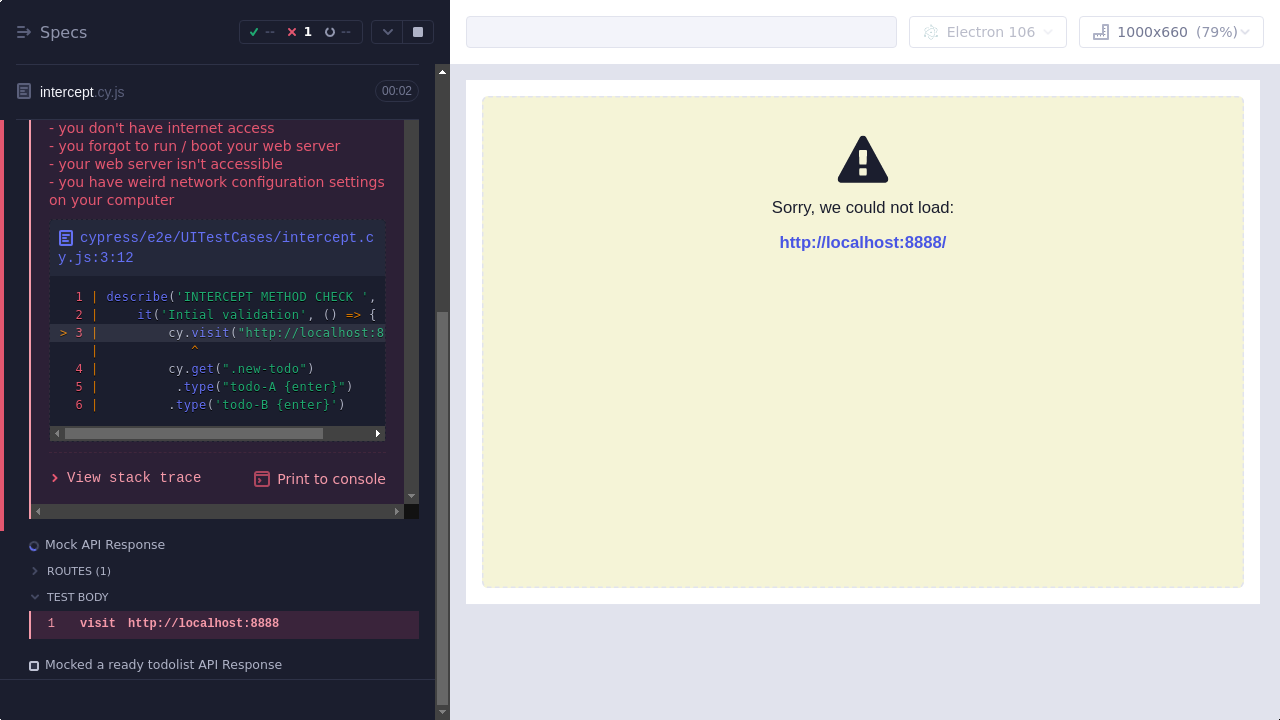 Specs
--
1
--
intercept.cy.js
00:02
- you don't have internet access
- you forgot to run / boot your web server
- your web server isn't accessible
- you have weird network configuration settings
on your computer
cypress/e2e/UITestCases/intercept.c
y.js:3:12
1 | describe('INTERCEPT METHOD CHECK ',
2 |     it('Intial validation', () => {
> 3 |         cy.visit("http://localhost:8
|            ^
4 |         cy.get(".new-todo")
5 |          .type("todo-A {enter}")
6 |         .type('todo-B {enter}')
View stack trace
Print to console
Mock API Response
ROUTES (1)
TEST BODY
1 visit http://localhost:8888
Mocked a ready todolist API Response
Electron 106
1000x660 (79%)
Sorry, we could not load:
http://localhost:8888/